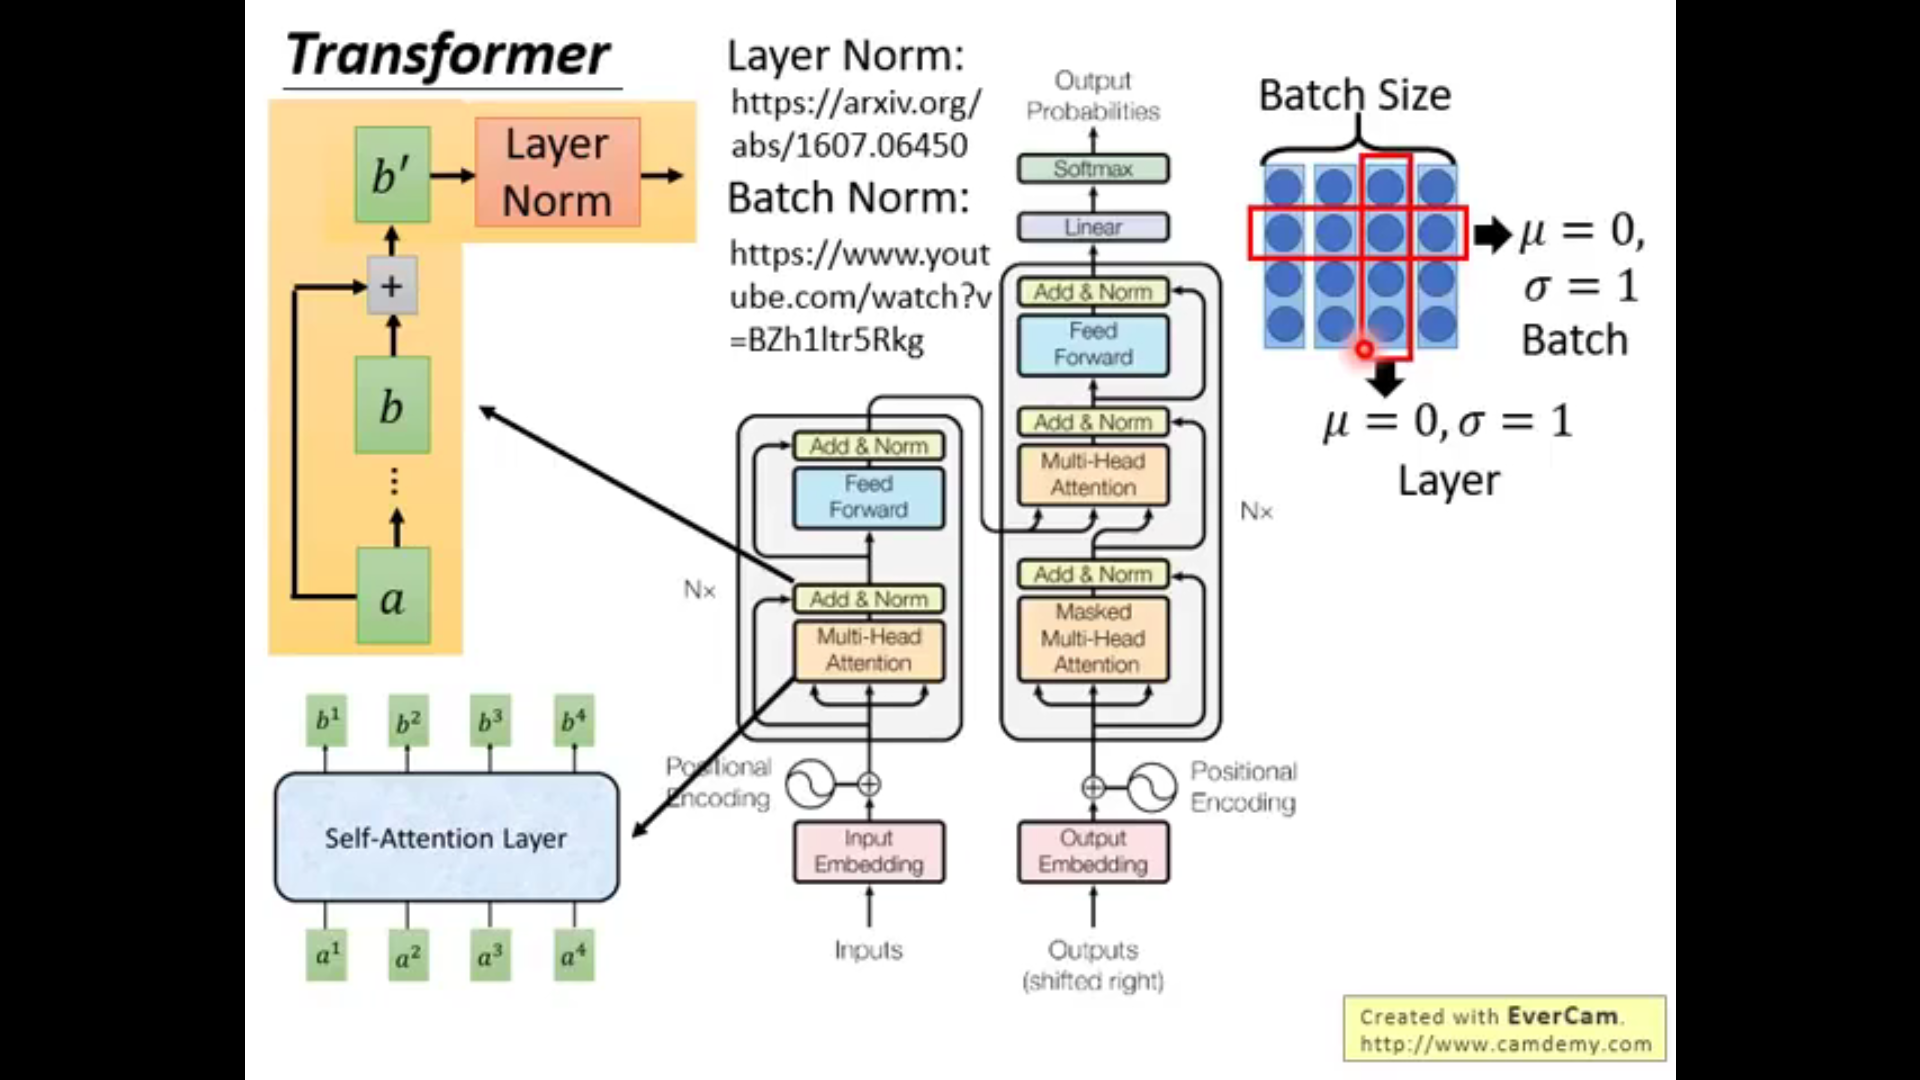 Transformer
b′
Layer
Norm
+
b
a
b¹ b² b³ b⁴
Self-Attention Layer
a¹ a² a³ a⁴
Layer Norm:
https://arxiv.org/
abs/1607.06450
Batch Norm:
https://www.yout
ube.com/watch?v
=BZh1ltr5Rkg
Output
Probabilities
Softmax
Linear
Add & Norm
Feed
Forward
Add & Norm
Multi-Head
Attention
Add & Norm
Masked
Multi-Head
Attention
N×
Positional
Encoding
Output
Embedding
Outputs
(shifted right)
Add & Norm
Feed
Forward
Add & Norm
Multi-Head
Attention
N×
Positional
Encoding
Input
Embedding
Inputs
Batch Size
μ = 0,
σ = 1
Batch
μ = 0, σ = 1
Layer
Created with EverCam.
http://www.camdemy.com